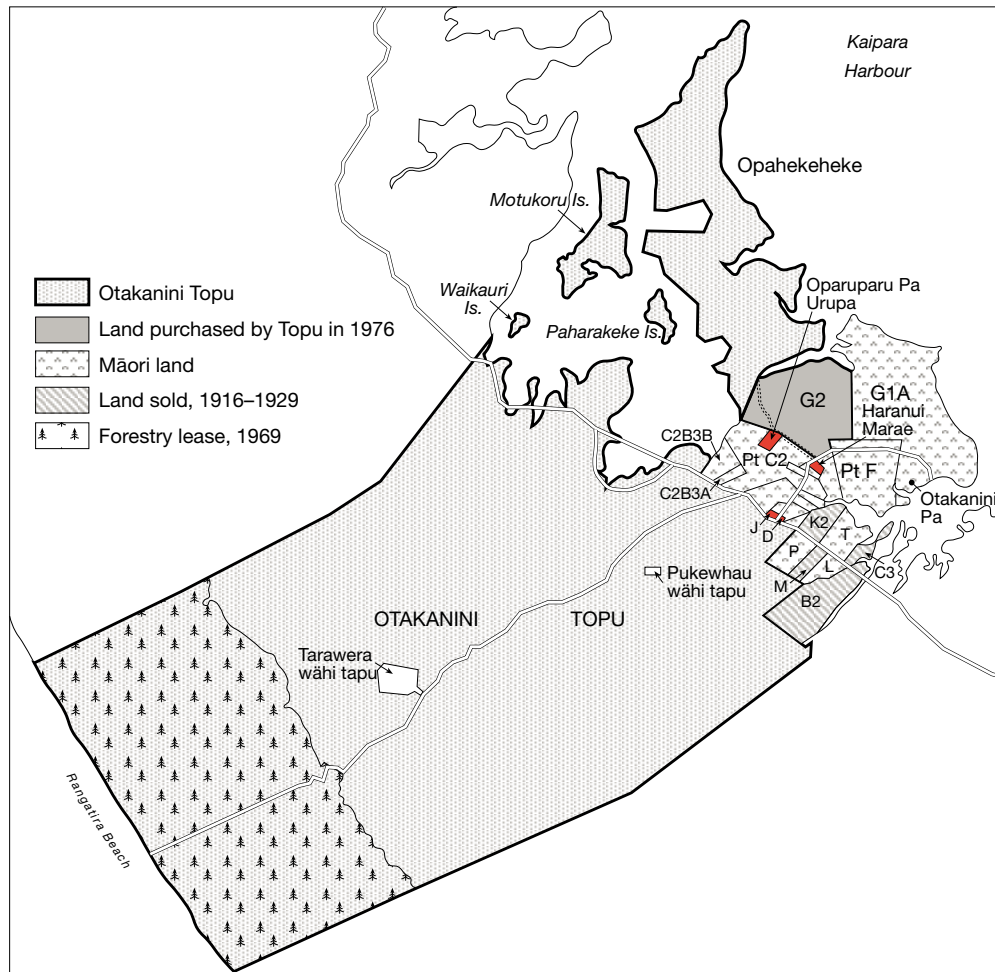 Kaipara
Harbour
Opahekeheke
Motukoru Is.
Oparuparu Pa
Urupa
Waikauri
Is.
Paharakeke Is.
Otakanini Topu
Land purchased by Topu in 1976
Māori land
Land sold, 1916–1929
Forestry lease, 1969
G2
G1A
Haranui
Marae
C2B3B
Pt C2
Pt F
C2B3A
Otakanini
Pa
J
D
K2
T
P
L
C3
M
B2
Pukewhau
wāhi tapu
OTAKANINI TOPU
Tarawera
wāhi tapu
Rangatira Beach